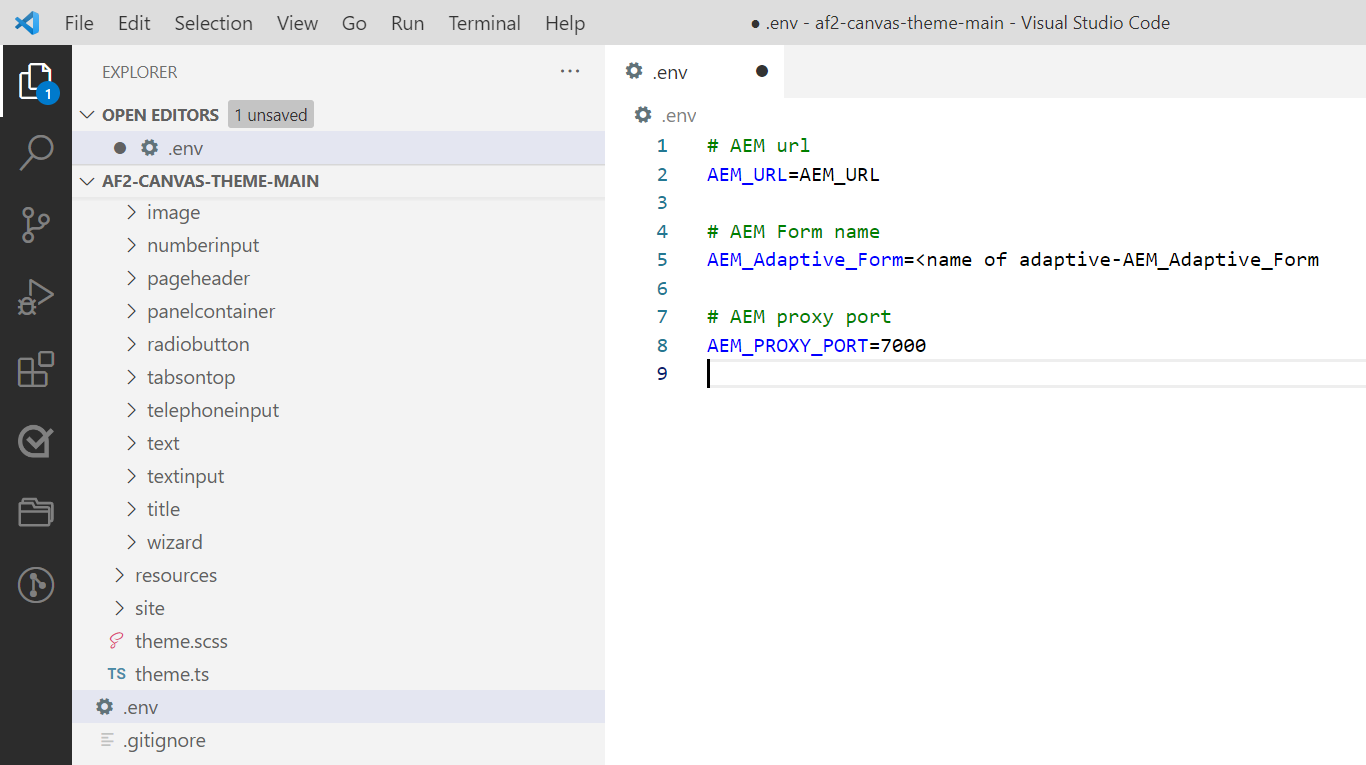 File Edit Selection View Go Run Terminal Help
● .env - af2-canvas-theme-main - Visual Studio Code
1
EXPLORER
OPEN EDITORS 1 unsaved
.env
AF2-CANVAS-THEME-MAIN
image
numberinput
pageheader
panelcontainer
radiobutton
tabsontop
telephoneinput
text
textinput
title
wizard
resources
site
theme.scss
TS theme.ts
.env
.gitignore
.env
.env
1 # AEM url
2 AEM_URL=AEM_URL
3
4 # AEM Form name
5 AEM_Adaptive_Form=<name of adaptive-AEM_Adaptive_Form
6
7 # AEM proxy port
8 AEM_PROXY_PORT=7000
9